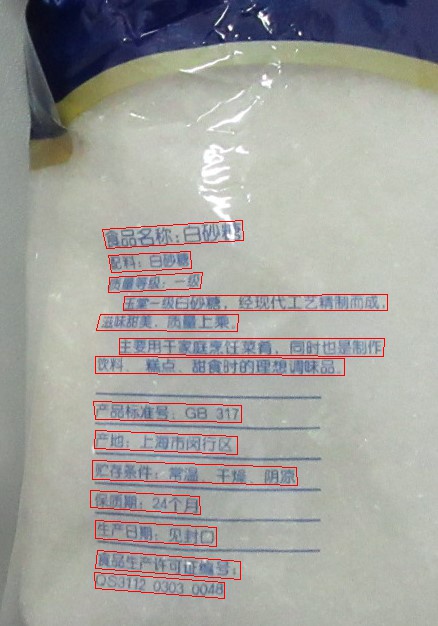 食品名称：白砂糖
配料：白砂糖
质量等级：一级
玉棠一级白砂糖，经现代工艺精制而成，
滋味甜美，质量上乘。
主要用于家庭烹饪菜肴，同时也是制作
饮料、糕点、甜食时的理想调味品。
产品标准号：GB 317
产地：上海市闵行区
贮存条件：常温、干燥、阴凉
保质期：24个月
生产日期：见封口
食品生产许可证编号：
QS3112 0303 0048